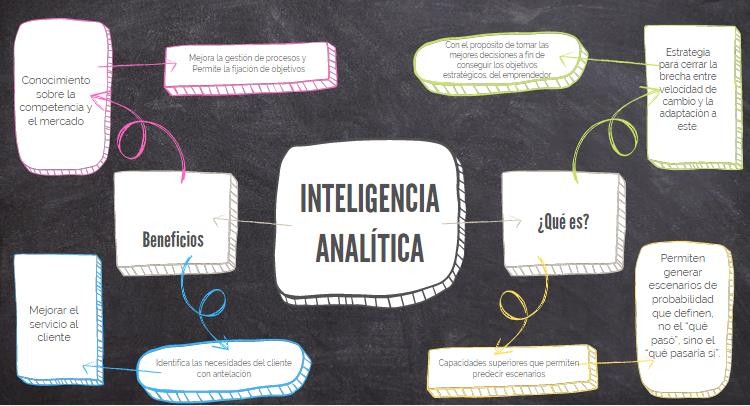 Conocimiento
sobre la
competencia y
el mercado
Mejora la gestión de procesos y
Permite la fijación de objetivos
Con el propósito de tomar las
mejores decisiones a fin de
conseguir los objetivos
estratégicos, del emprendedor
Estrategia
para cerrar la
brecha entre
velocidad de
cambio y la
adaptación a
este
Beneficios
INTELIGENCIA
ANALÍTICA
¿Qué es?
Mejorar el
servicio al
cliente
Identifica las necesidades del cliente
con antelación
Capacidades superiores que permiten
predecir escenarios
Permiten
generar
escenarios de
probabilidad
que definen,
no el "qué
pasó", sino el
"qué pasaría si".